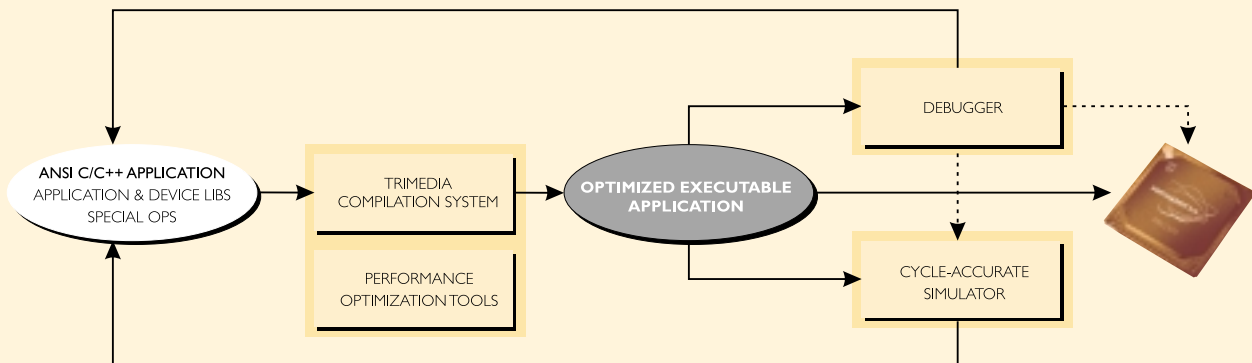 ANSI C/C++ APPLICATION
APPLICATION & DEVICE LIBS
SPECIAL OPS
TRIMEDIA
COMPILATION SYSTEM
PERFORMANCE
OPTIMIZATION TOOLS
OPTIMIZED EXECUTABLE
APPLICATION
DEBUGGER
CYCLE-ACCURATE
SIMULATOR